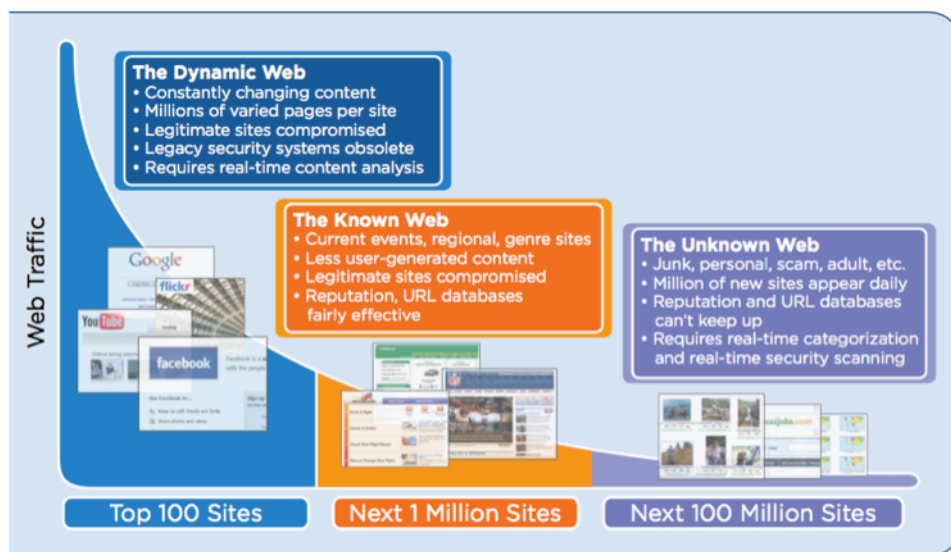 The Dynamic Web
• Constantly changing content
• Millions of varied pages per site
• Legitimate sites compromised
• Legacy security systems obsolete
• Requires real-time content analysis
The Known Web
• Current events, regional, genre sites
• Less user-generated content
• Legitimate sites compromised
• Reputation, URL databases
fairly effective
The Unknown Web
• Junk, personal, scam, adult, etc.
• Million of new sites appear daily
• Reputation and URL databases
can't keep up
• Requires real-time categorization
and real-time security scanning
Web Traffic
Google
flickr
YouTube
facebook
Top 100 Sites
Next 1 Million Sites
Next 100 Million Sites